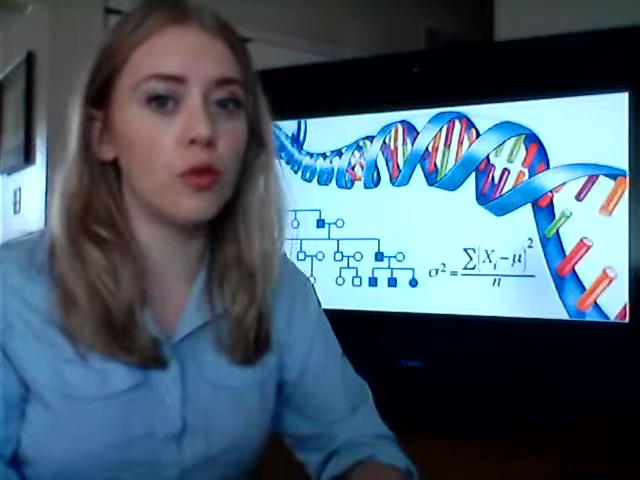 σ² = ∑(Xᵢ-μ)² / n